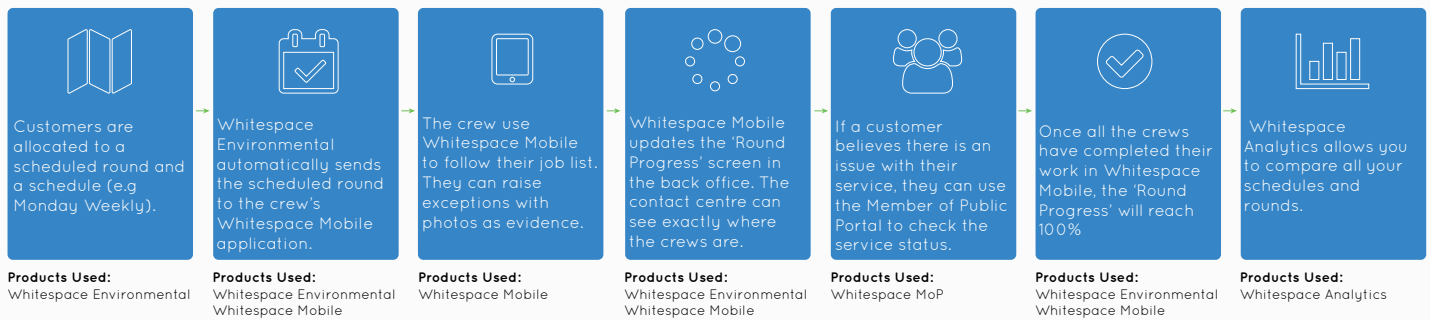 Customers are
allocated to a
scheduled round and
a schedule (e.g
Monday Weekly).
Products Used:
Whitespace Environmental
Whitespace
Environmental
automatically sends
the scheduled round
to the crew's
Whitespace Mobile
application.
Products Used:
Whitespace Environmental
Whitespace Mobile
The crew use
Whitespace Mobile
to follow their job list.
They can raise
exceptions with
photos as evidence.
Products Used:
Whitespace Mobile
Whitespace Mobile
updates the ‘Round
Progress’ screen in
the back office. The
contact centre can
see exactly where
the crews are.
Products Used:
Whitespace Environmental
Whitespace Mobile
If a customer
believes there is an
issue with their
service, they can use
the Member of Public
Portal to check the
service status.
Products Used:
Whitespace MoP
Once all the crews
have completed their
work in Whitespace
Mobile, the ‘Round
Progress’ will reach
100%
Products Used:
Whitespace Environmental
Whitespace Mobile
Whitespace
Analytics allows you
to compare all your
schedules and
rounds.
Products Used:
Whitespace Analytics